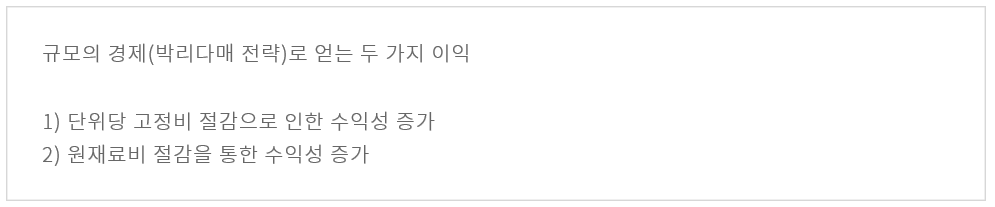 규모의 경제(박리다매 전략)로 얻는 두 가지 이익
1) 단위당 고정비 절감으로 인한 수익성 증가
2) 원재료비 절감을 통한 수익성 증가